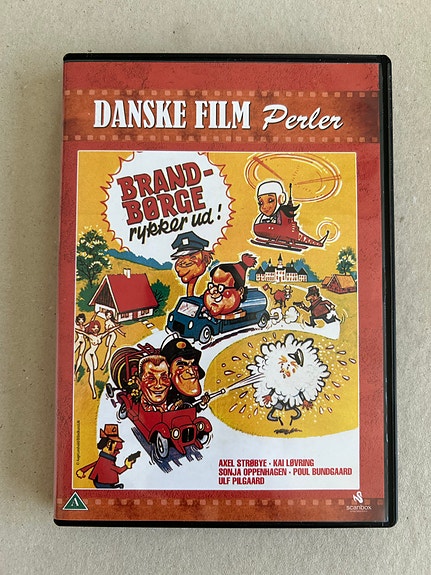 DANSKE FILM Perler
BRAND-
BØRGE
rykker ud!
AXEL STRØBYE · KAI LØVRING
SONJA OPPENHAGEN · POUL BUNDGAARD
ULF PILGAARD
A
scanbox